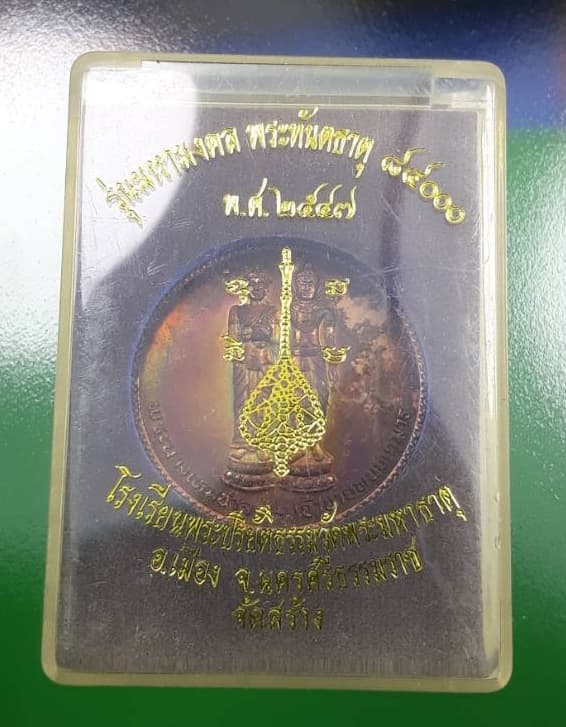 รุ่นมหามงคล พระทันตธาตุ ๘๔๐๐๐
พ.ศ.๒๕๔๗
โรงเรียนพระปริยัติธรรมวัดพระมหาธาตุ
อ.เมือง จ.นครศรีธรรมราช
จัดสร้าง